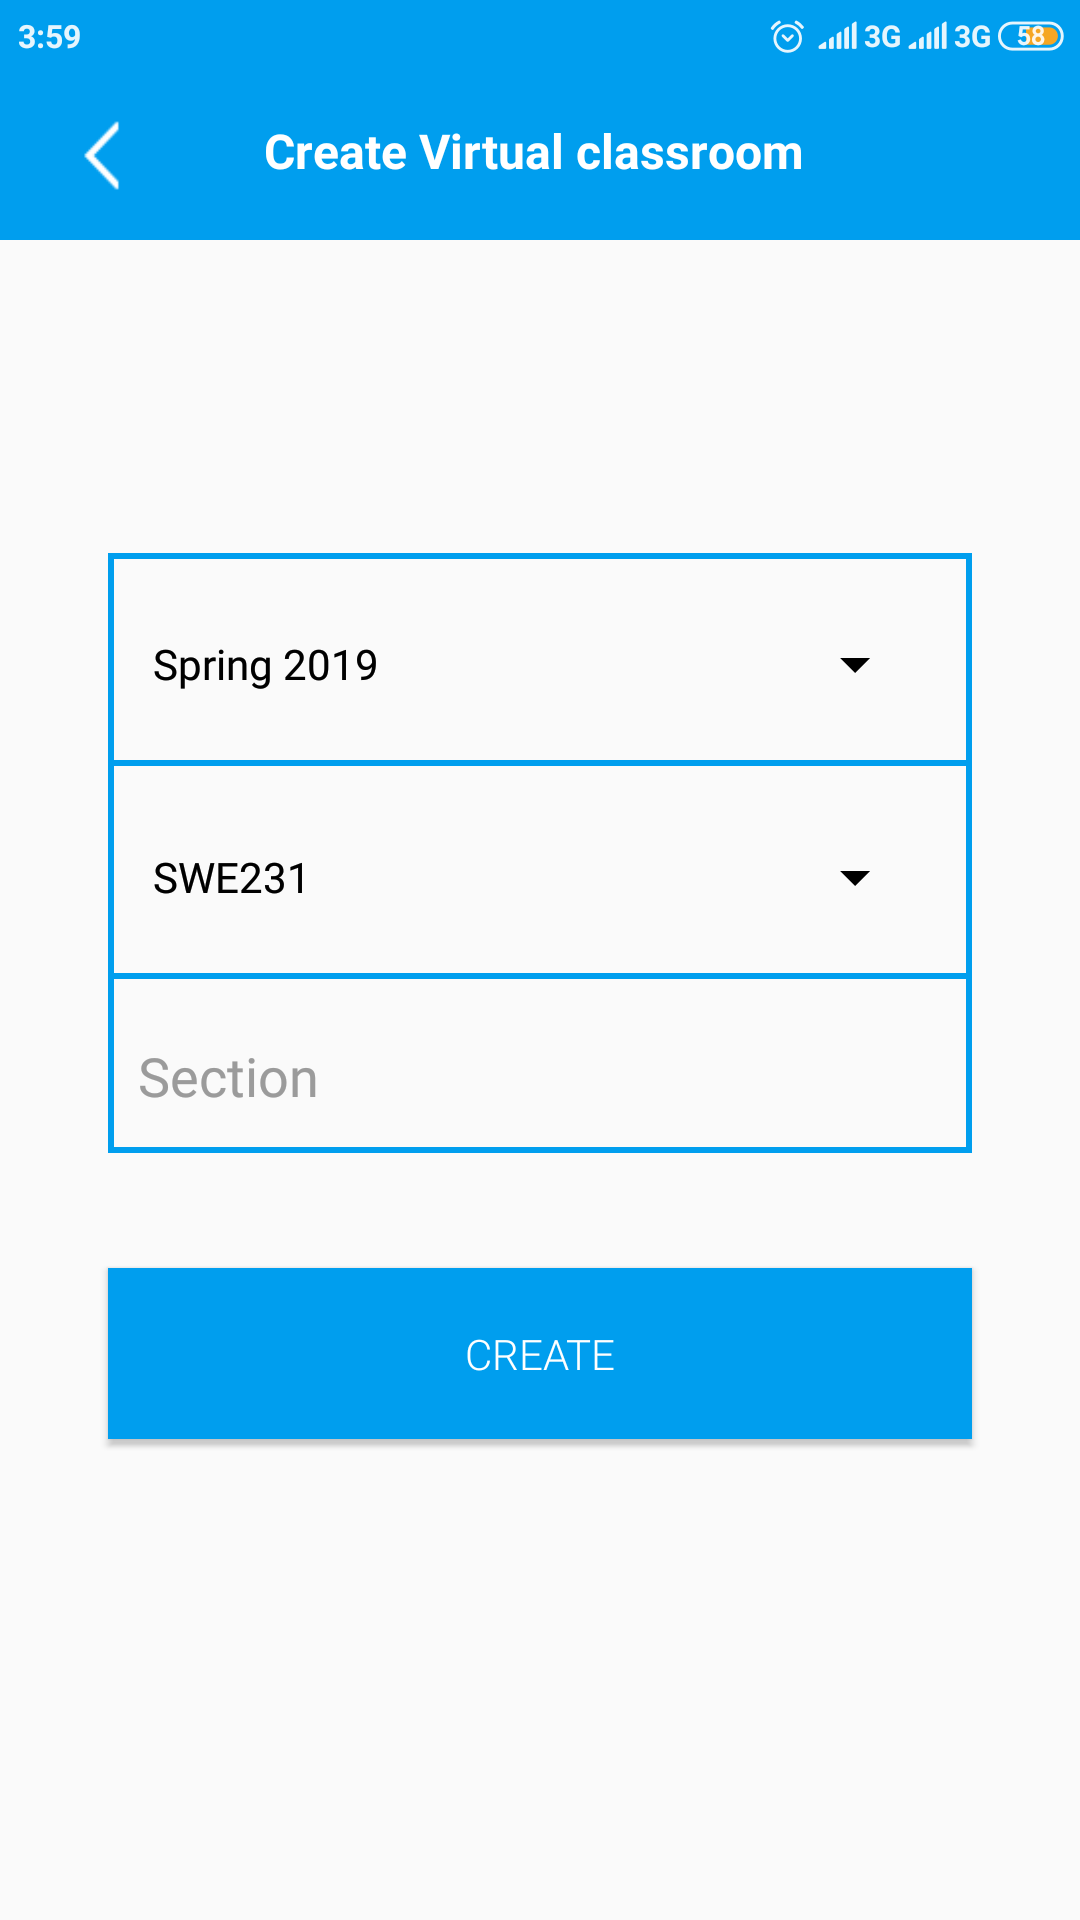 3:59 3G 3G 58
Create Virtual classroom
Spring 2019
SWE231
Section
CREATE